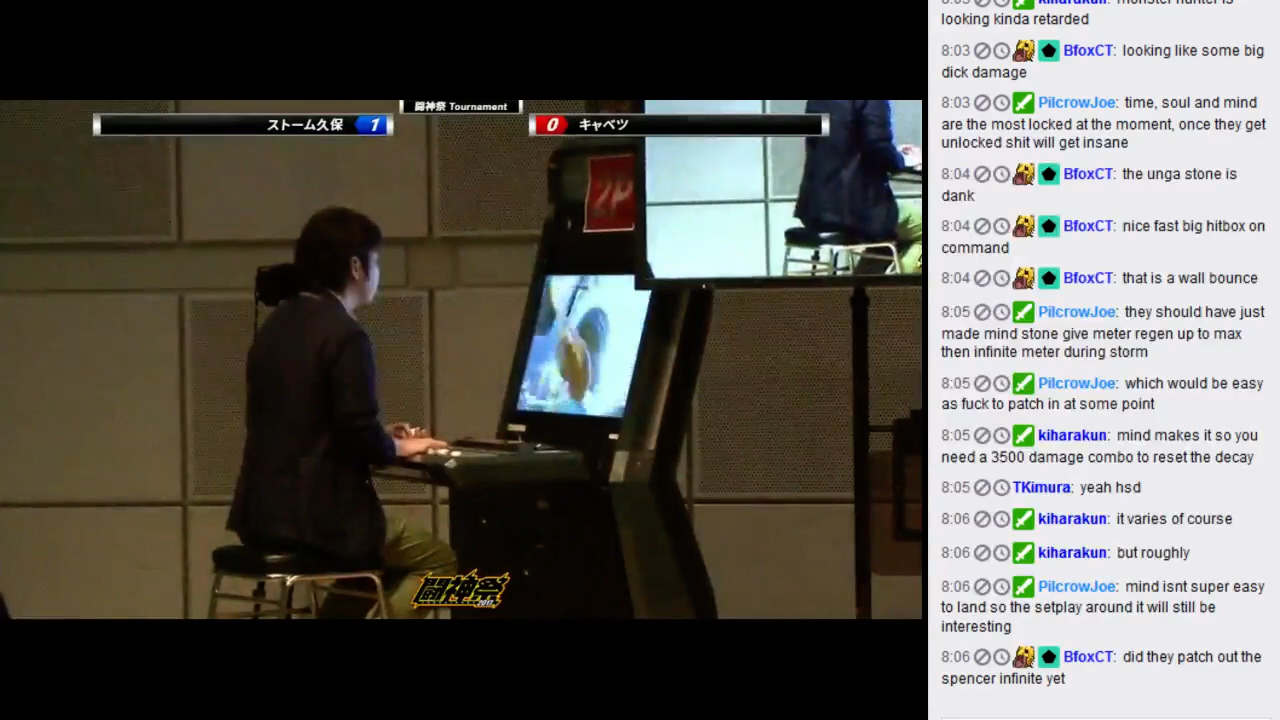 闘神祭 Tournament
ストーム久保 1
0 キャベツ
2P
闘神祭
kiharakun: monster hunter is
looking kinda retarded
8:03 BfoxCT: looking like some big
dick damage
8:03 PilcrowJoe: time, soul and mind
are the most locked at the moment, once they get
unlocked shit will get insane
8:04 BfoxCT: the unga stone is
dank
8:04 BfoxCT: nice fast big hitbox on
command
8:04 BfoxCT: that is a wall bounce
8:05 PilcrowJoe: they should have just
made mind stone give meter regen up to max
then infinite meter during storm
8:05 PilcrowJoe: which would be easy
as fuck to patch in at some point
8:05 kiharakun: mind makes it so you
need a 3500 damage combo to reset the decay
8:05 TKimura: yeah hsd
8:06 kiharakun: it varies of course
8:06 kiharakun: but roughly
8:06 PilcrowJoe: mind isnt super easy
to land so the setplay around it will still be
interesting
8:06 BfoxCT: did they patch out the
spencer infinite yet